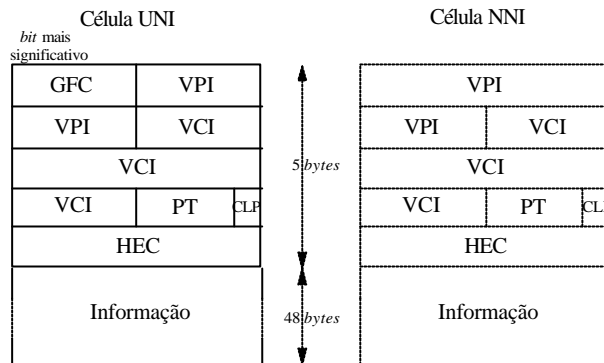 Célula UNI
Célula NNI
bit mais
significativo
GFC VPI
VPI
VPI VCI
VPI VCI
VCI
5 bytes
VCI
VCI PT CLP
VCI PT CL
HEC
HEC
Informação
48 bytes
Informação